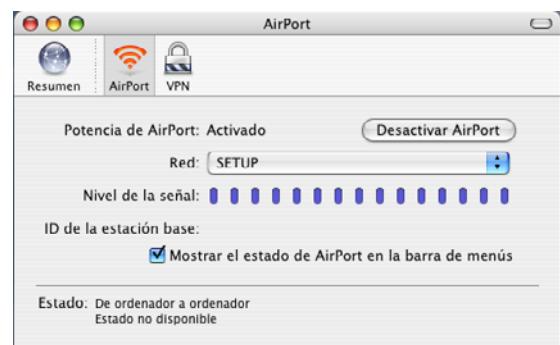 AirPort
Resumen AirPort VPN
Potencia de AirPort: Activado Desactivar AirPort
Red: SETUP
Nivel de la señal:
ID de la estación base:
Mostrar el estado de AirPort en la barra de menús
Estado: De ordenador a ordenador
Estado no disponible